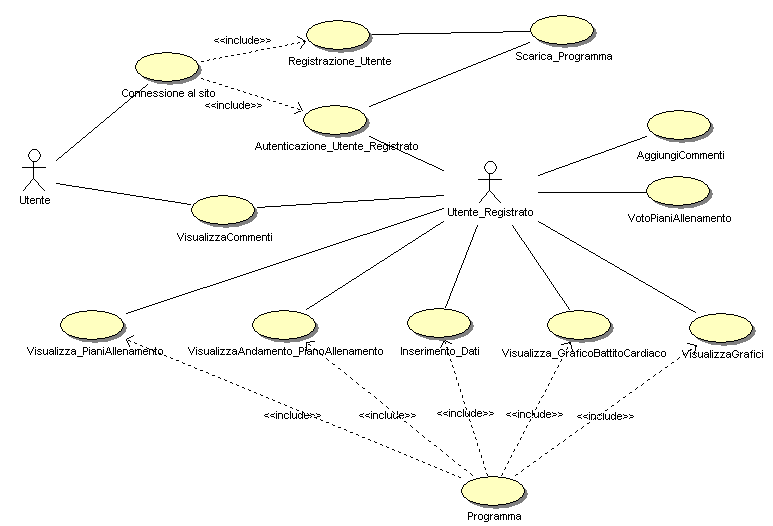 <<include>>
Registrazione_Utente
Scarica_Programma
Connessione al sito
<<include>>
Autenticazione_Utente_Registrato
AggiungiCommenti
Utente
Utente_Registrato
VotoPianiAllenamento
VisualizzaCommenti
Visualizza_PianiAllenamento
VisualizzaAndamento_PianoAllenamento
Inserimento_Dati
Visualizza_GraficoBattitoCardiaco
VisualizzaGrafici
<<include>>
<<include>>
<<include>>
<<include>>
<<include>>
Programma